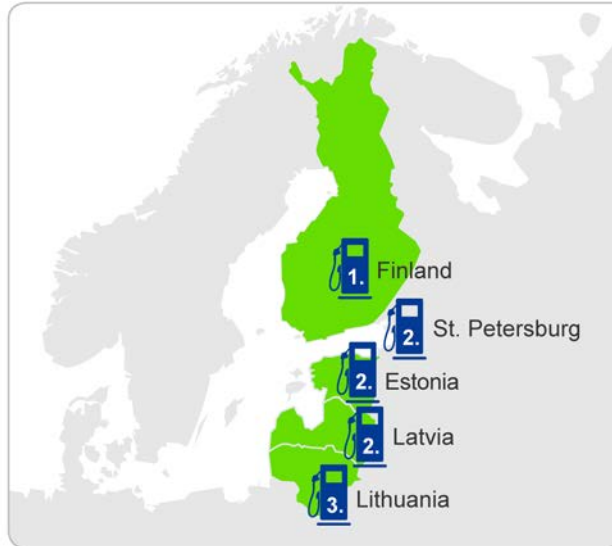 1. Finland
2. St. Petersburg
2. Estonia
2. Latvia
3. Lithuania